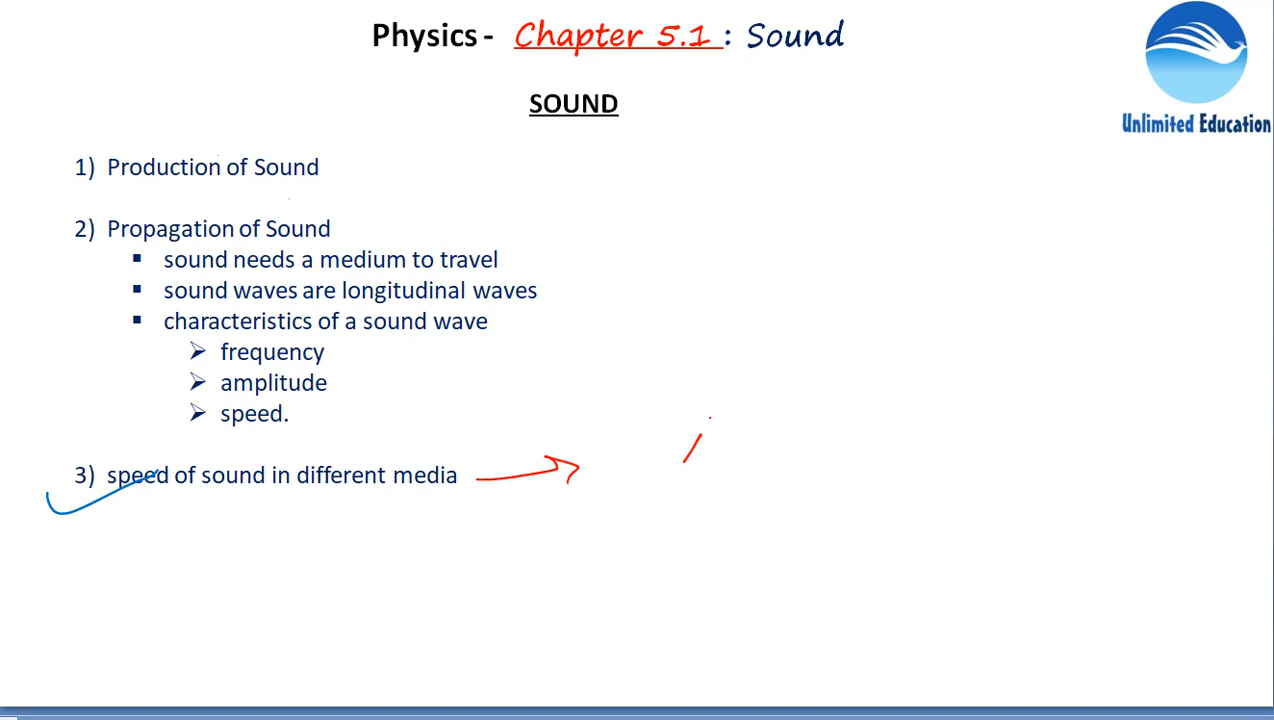 Physics - Chapter 5.1 : Sound
Unlimited Education
SOUND
1) Production of Sound
2) Propagation of Sound
▪ sound needs a medium to travel
▪ sound waves are longitudinal waves
▪ characteristics of a sound wave
➢ frequency
➢ amplitude
➢ speed.
3) speed of sound in different media